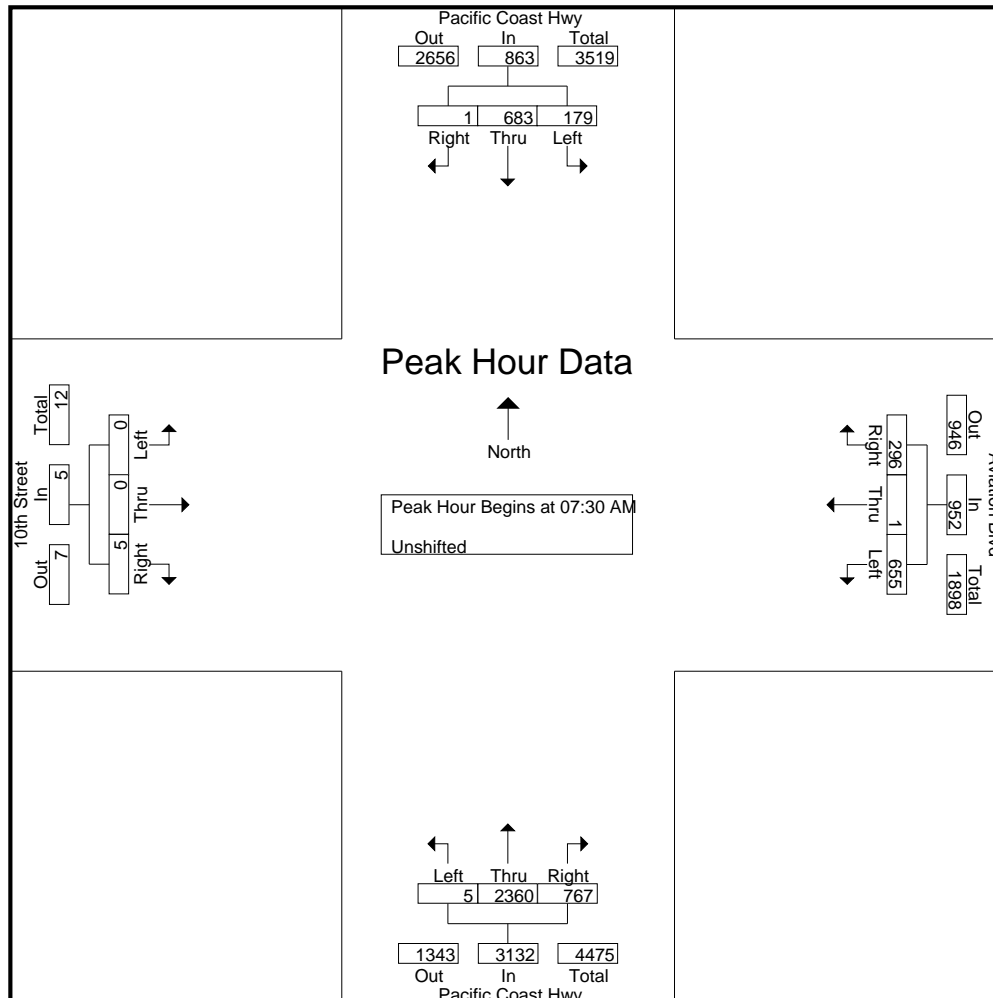 Pacific Coast Hwy
Out In Total
2656 863 3519
1 683 179
Right Thru Left
Peak Hour Data
North
Peak Hour Begins at 07:30 AM
Unshifted
10th Street
Total In Out
12 5 7
0 0 5
Left Thru Right
Out In Total
946 952 1898
296 1 655
Right Thru Left
Left Thru Right
5 2360 767
1343 3132 4475
Out In Total
Pacific Coast Hwy